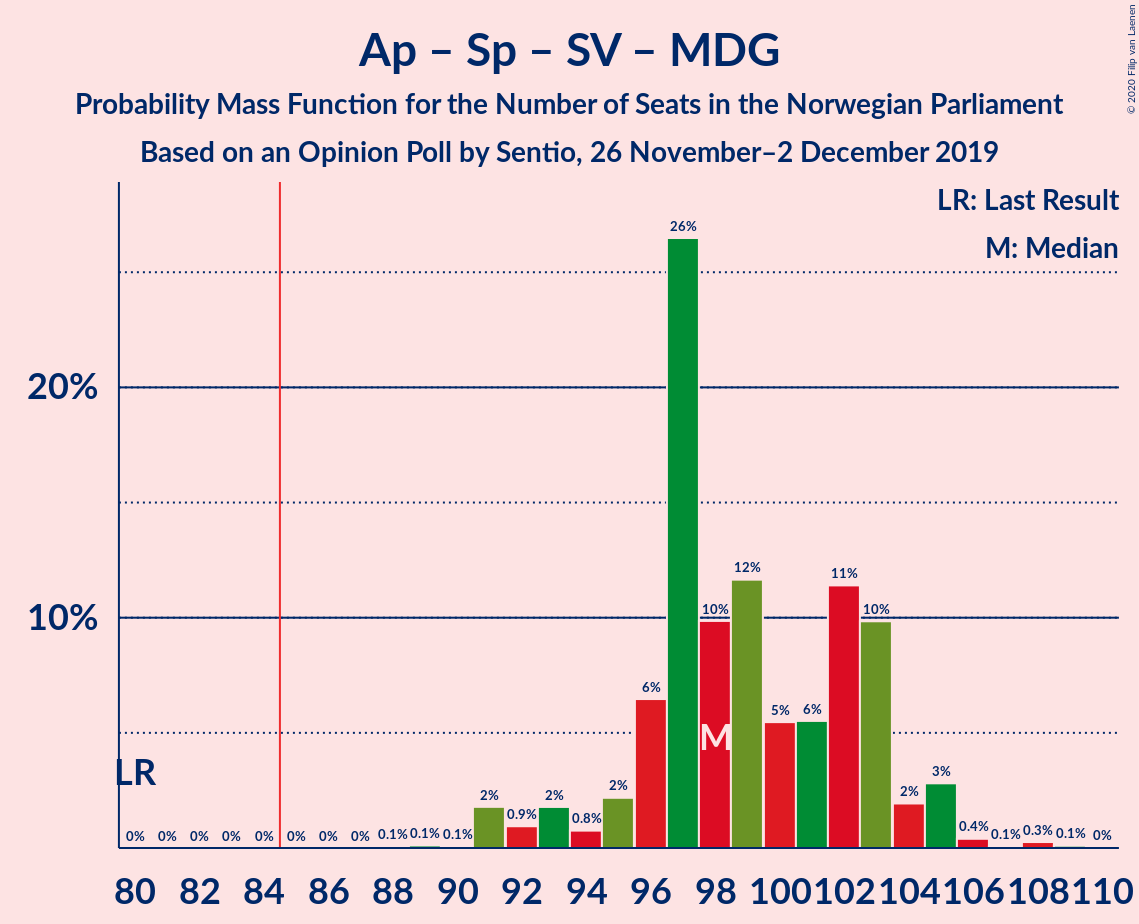 Ap – Sp – SV – MDG
Probability Mass Function for the Number of Seats in the Norwegian Parliament
Based on an Opinion Poll by Sentio, 26 November–2 December 2019
© 2020 Filip van Laenen
LR: Last Result
M: Median
20%
10%
LR
M
0% 0% 0% 0% 0% 0% 0% 0% 0.1% 0.1% 0.1% 2% 0.9% 2% 0.8% 2% 6% 26% 10% 12% 5% 6% 11% 10% 2% 3% 0.4% 0.1% 0.3% 0.1% 0%
80 82 84 86 88 90 92 94 96 98 100 102 104 106 108 110